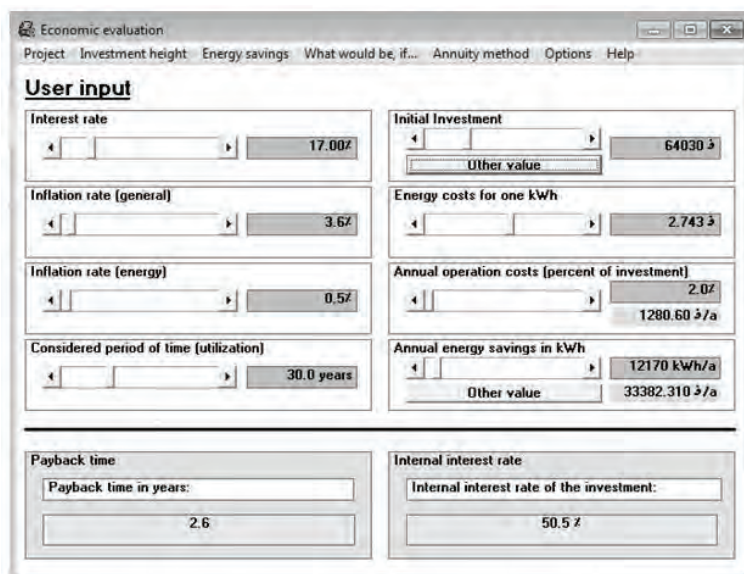 Economic evaluation
Project Investment height Energy savings What would be, if... Annuity method Options Help
User input
Interest rate
17.00%
Initial Investment
64030 ذ
Other value
Inflation rate (general)
3.6%
Energy costs for one kWh
2.743 ذ
Inflation rate (energy)
0.5%
Annual operation costs (percent of investment)
2.0%
1280.60 ذ/a
Considered period of time (utilization)
30.0 years
Annual energy savings in kWh
12170 kWh/a
Other value
33382.310 ذ/a
Payback time
Payback time in years:
2.6
Internal interest rate
Internal interest rate of the investment:
50.5 %